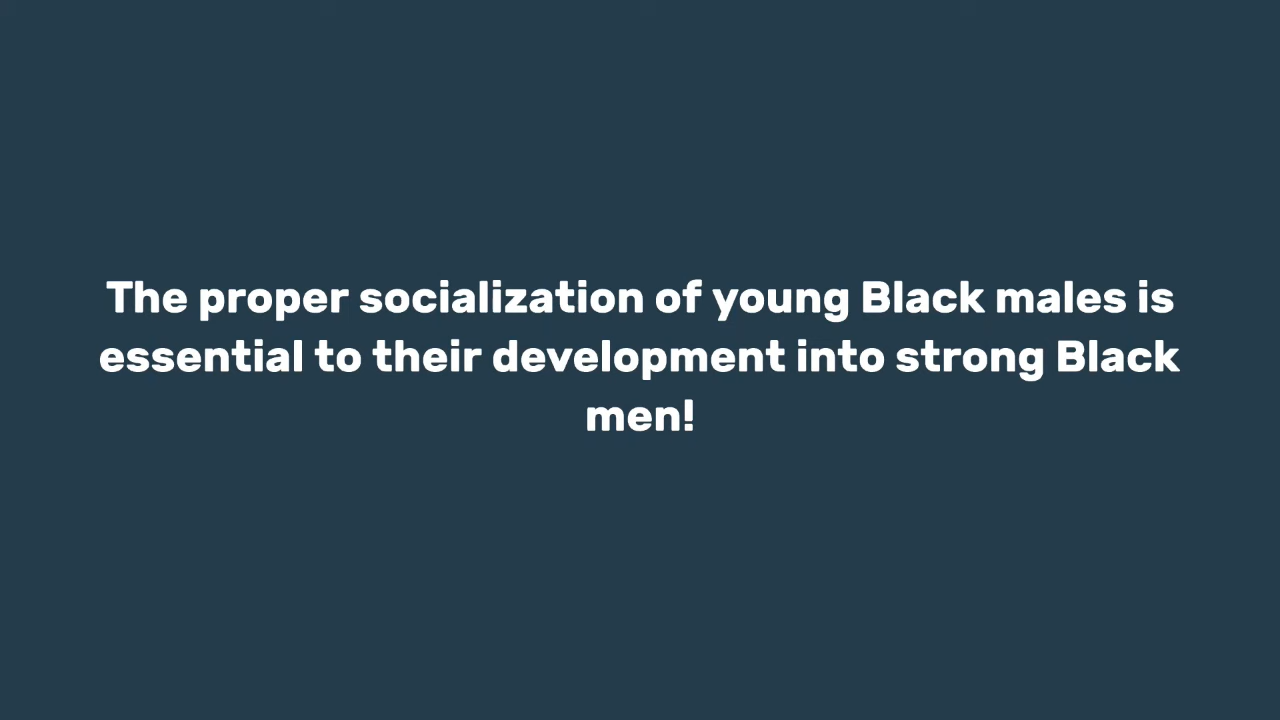 The proper socialization of young Black males is
essential to their development into strong Black
men!